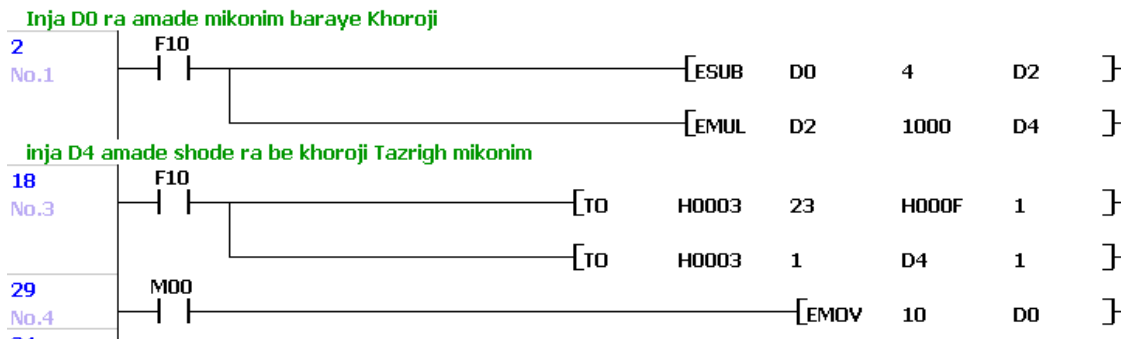 Inja D0 ra amade mikonim baraye Khoroji
2 F10
No.1 ESUB D0 4 D2
EMUL D2 1000 D4
inja D4 amade shode ra be khoroji Tazrigh mikonim
18 F10
No.3 TO H0003 23 H000F 1
TO H0003 1 D4 1
29 M00
No.4 EMOV 10 D0